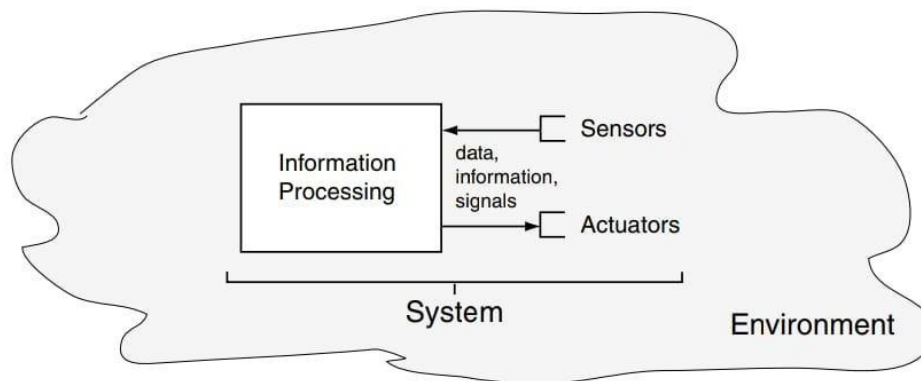 Information
Processing
Sensors
data,
information,
signals
Actuators
System
Environment